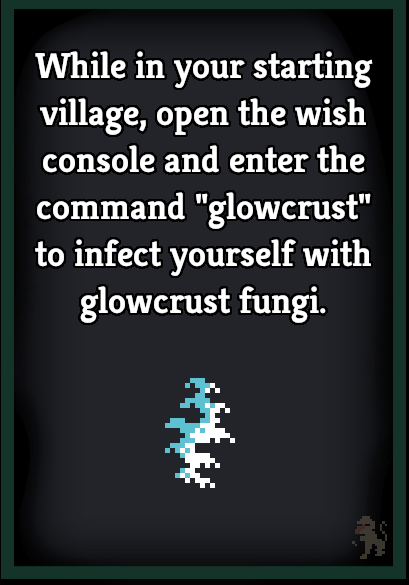 While in your starting
village, open the wish
console and enter the
command "glowcrust"
to infect yourself with
glowcrust fungi.